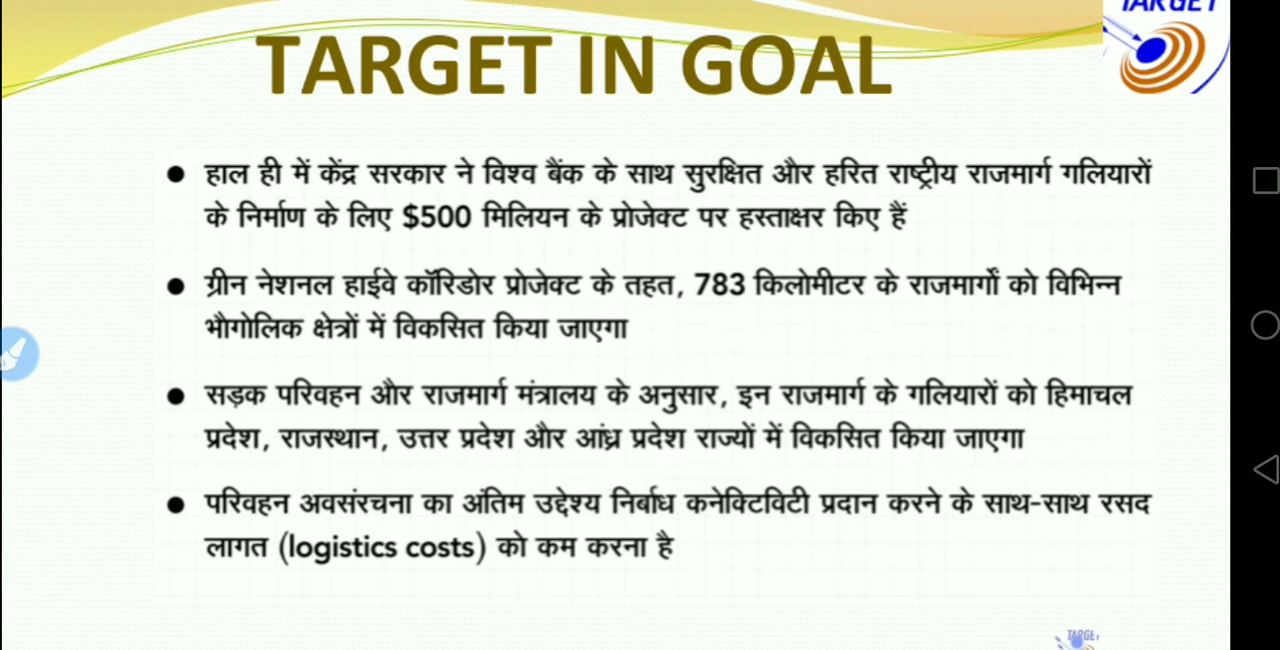 TARGET
TARGET IN GOAL
● हाल ही में केंद्र सरकार ने विश्व बैंक के साथ सुरक्षित और हरित राष्ट्रीय राजमार्ग गलियारों
के निर्माण के लिए $500 मिलियन के प्रोजेक्ट पर हस्ताक्षर किए हैं
● ग्रीन नेशनल हाईवे कॉरिडोर प्रोजेक्ट के तहत, 783 किलोमीटर के राजमार्गों को विभिन्न
भौगोलिक क्षेत्रों में विकसित किया जाएगा
● सड़क परिवहन और राजमार्ग मंत्रालय के अनुसार, इन राजमार्ग के गलियारों को हिमाचल
प्रदेश, राजस्थान, उत्तर प्रदेश और आंध्र प्रदेश राज्यों में विकसित किया जाएगा
● परिवहन अवसंरचना का अंतिम उद्देश्य निर्बाध कनेक्टिविटी प्रदान करने के साथ-साथ रसद
लागत (logistics costs) को कम करना है
TARGET